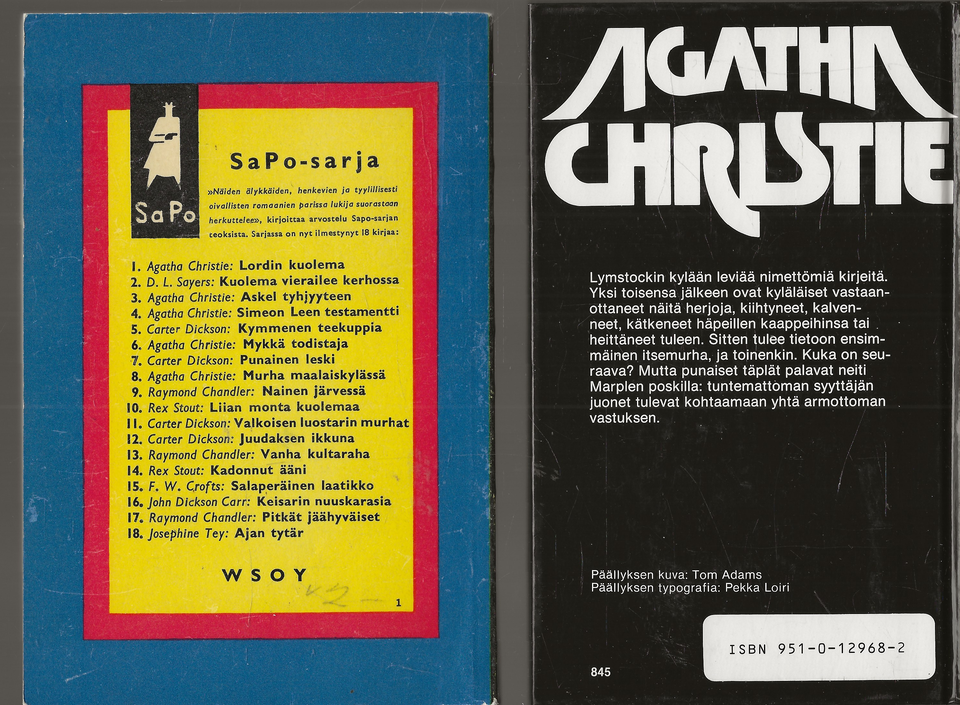 SaPo
SaPo-sarja
»Näiden älykkäiden, henkevien ja tyylillisesti
oivallisten romaanien parissa lukija suorastaan
herkuttelee», kirjoittaa arvostelu Sapo-sarjan
teoksista. Sarjassa on nyt ilmestynyt 18 kirjaa:
1. Agatha Christie: Lordin kuolema
2. D. L. Sayers: Kuolema vierailee kerhossa
3. Agatha Christie: Askel tyhjyyteen
4. Agatha Christie: Simeon Leen testamentti
5. Carter Dickson: Kymmenen teekuppia
6. Agatha Christie: Mykkä todistaja
7. Carter Dickson: Punainen leski
8. Agatha Christie: Murha maalaiskylässä
9. Raymond Chandler: Nainen järvessä
10. Rex Stout: Liian monta kuolemaa
11. Carter Dickson: Valkoisen luostarin murhat
12. Carter Dickson: Juudaksen ikkuna
13. Raymond Chandler: Vanha kultaraha
14. Rex Stout: Kadonnut ääni
15. F. W. Crofts: Salaperäinen laatikko
16. John Dickson Carr: Keisarin nuuskarasia
17. Raymond Chandler: Pitkät jäähyväiset
18. Josephine Tey: Ajan tytär
WSOY
1
AGATHA
CHRISTIE
Lymstockin kylään leviää nimettömiä kirjeitä.
Yksi toisensa jälkeen ovat kyläläiset vastaan-
ottaneet näitä herjoja, kiihtyneet, kalven-
neet, kätkeneet häpeillen kaappeihinsa tai
heittäneet tuleen. Sitten tulee tietoon ensim-
mäinen itsemurha, ja toinenkin. Kuka on seu-
raava? Mutta punaiset täplät palavat neiti
Marplen poskilla: tuntemattoman syyttäjän
juonet tulevat kohtaamaan yhtä armottoman
vastuksen.
Päällyksen kuva: Tom Adams
Päällyksen typografia: Pekka Loiri
ISBN 951-0-12968-2
845